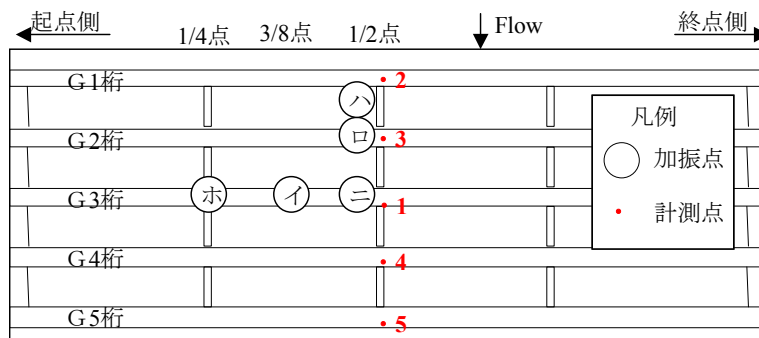 起点側
1/4点
3/8点
1/2点
Flow
終点側
G1桁
2
ハ
凡例
G2桁
ロ
3
加振点
G3桁
ホ
イ
ニ
1
計測点
G4桁
4
G5桁
5